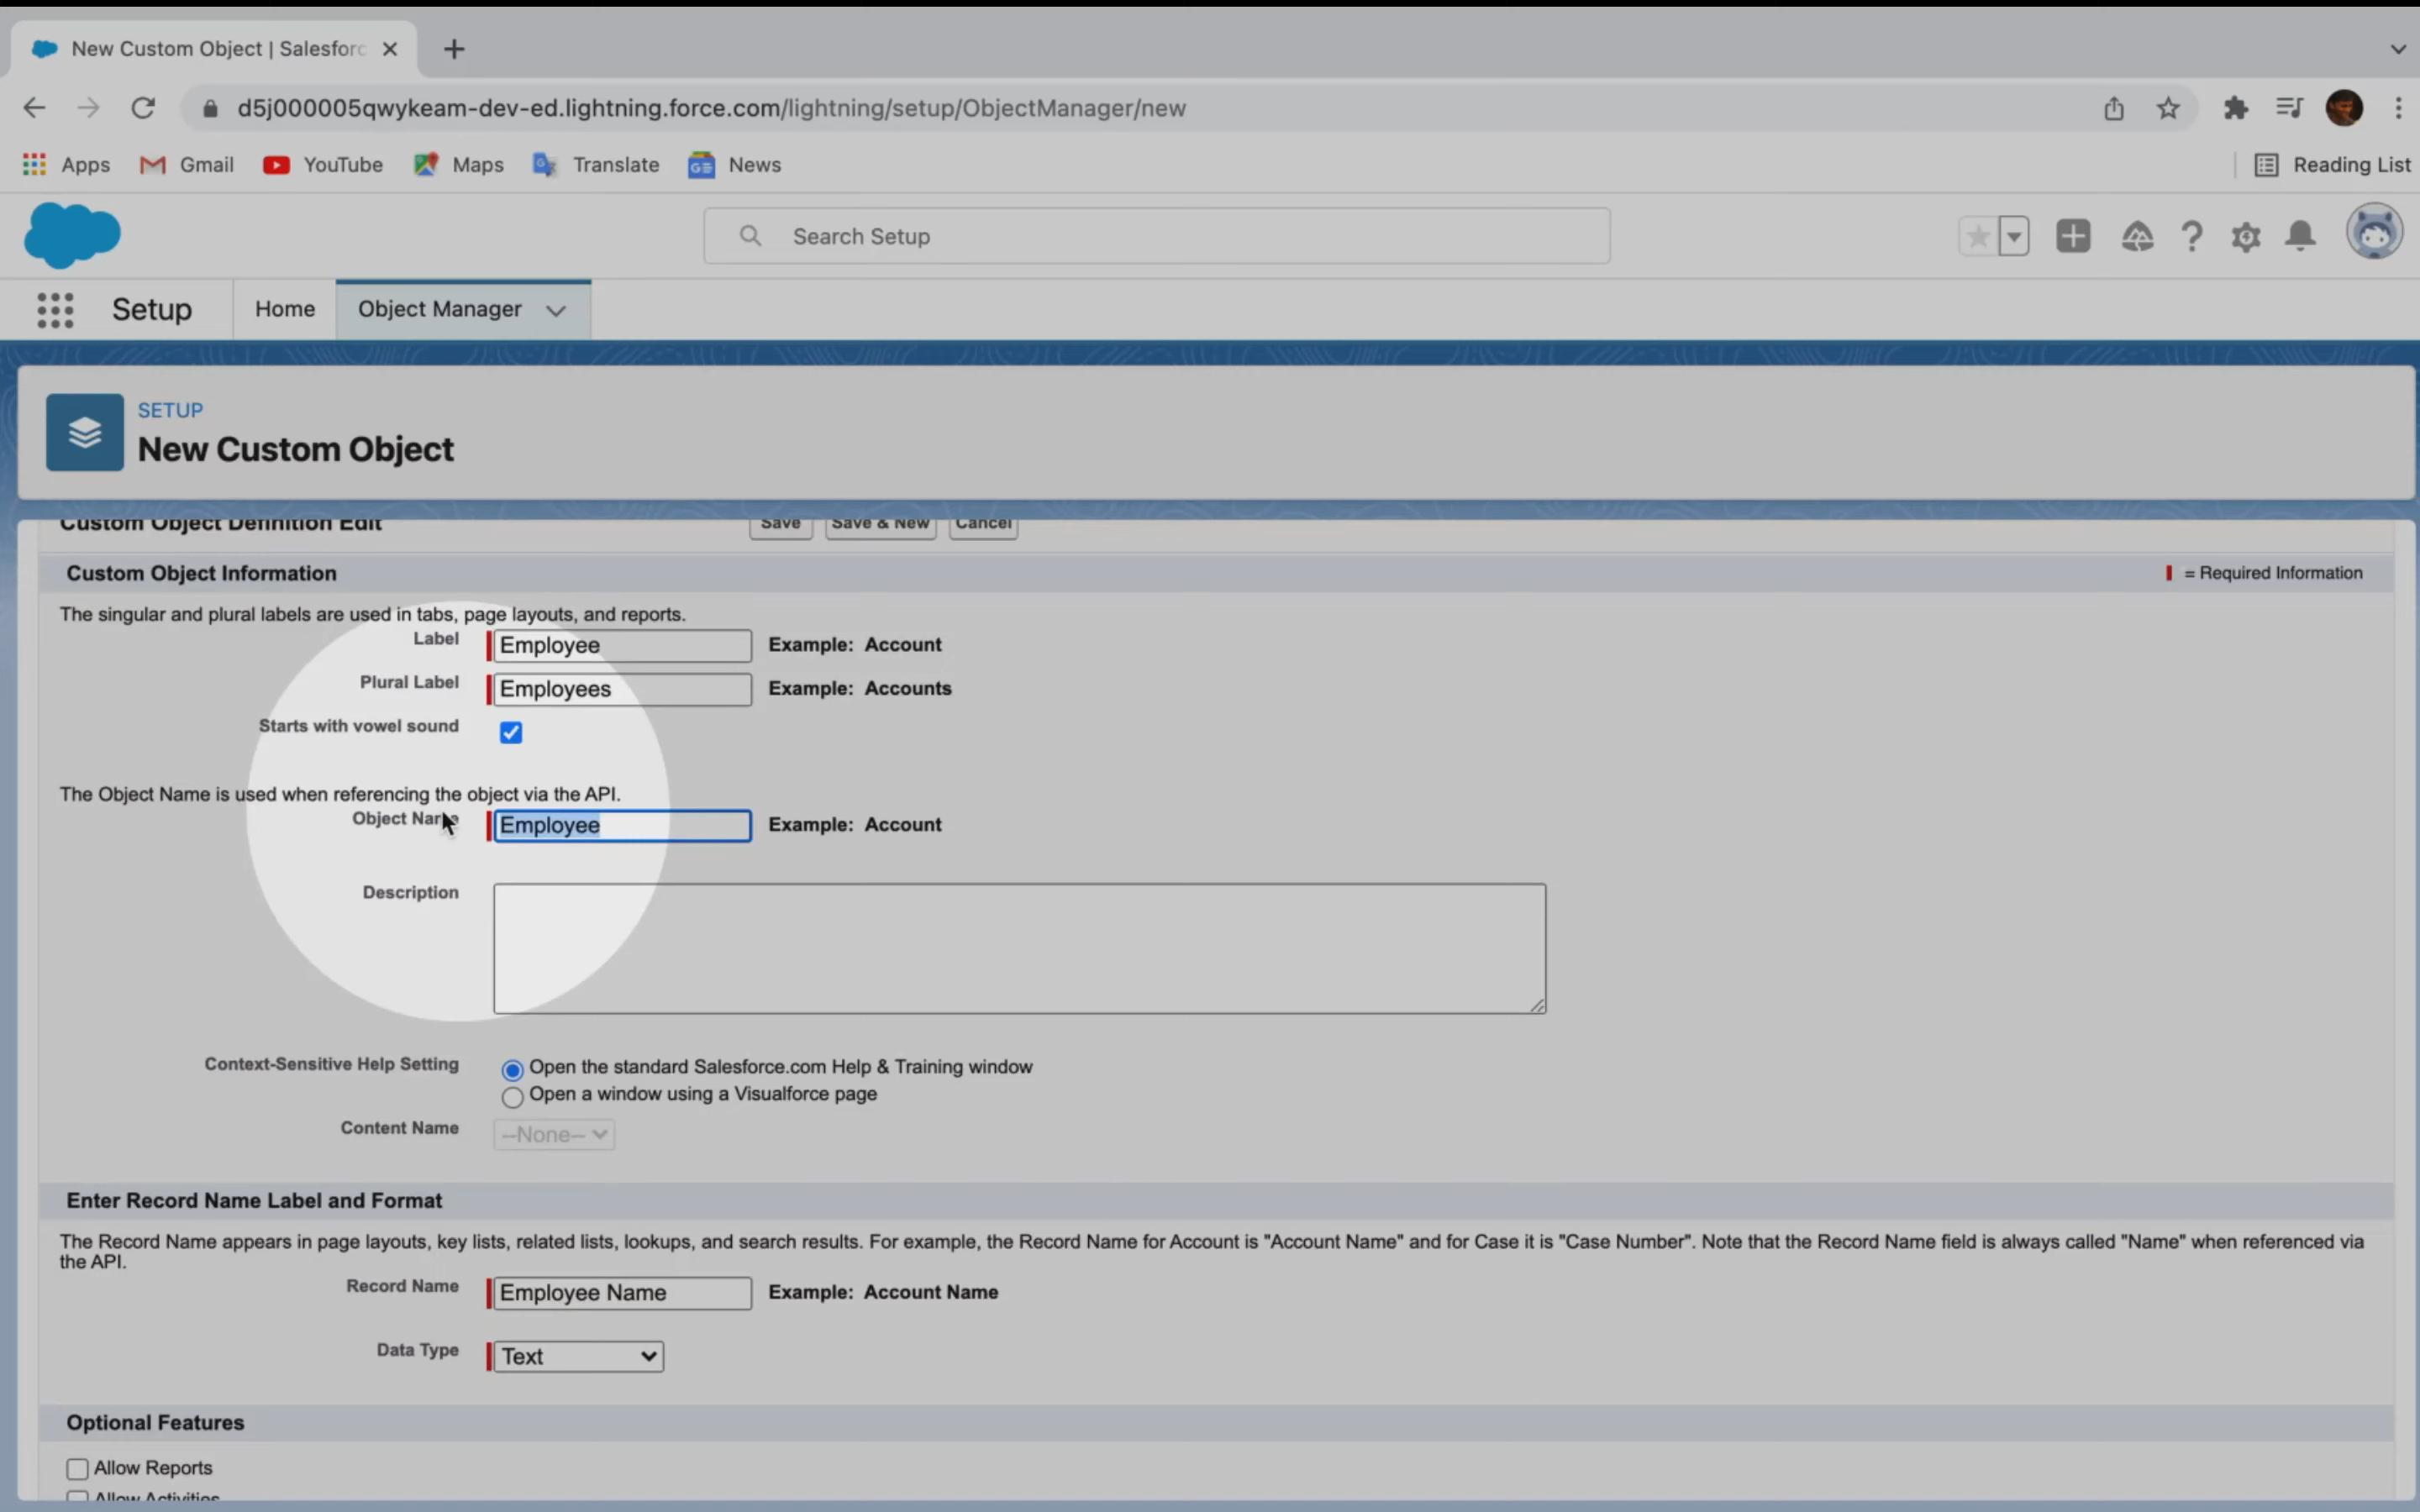 New Custom Object | Salesforc
d5j000005qwykeam-dev-ed.lightning.force.com/lightning/setup/ObjectManager/new
Apps Gmail YouTube Maps Translate News Reading List
Search Setup
Setup Home Object Manager
SETUP
New Custom Object
Custom Object Definition Edit Save Save & New Cancel
Custom Object Information = Required Information
The singular and plural labels are used in tabs, page layouts, and reports.
Label Employee Example: Account
Plural Label Employees Example: Accounts
Starts with vowel sound
The Object Name is used when referencing the object via the API.
Object Name Employee Example: Account
Description
Context-Sensitive Help Setting Open the standard Salesforce.com Help & Training window
Open a window using a Visualforce page
Content Name --None--
Enter Record Name Label and Format
The Record Name appears in page layouts, key lists, related lists, lookups, and search results. For example, the Record Name for Account is "Account Name" and for Case it is "Case Number". Note that the Record Name field is always called "Name" when referenced via
the API.
Record Name Employee Name Example: Account Name
Data Type Text
Optional Features
Allow Reports
Allow Activities